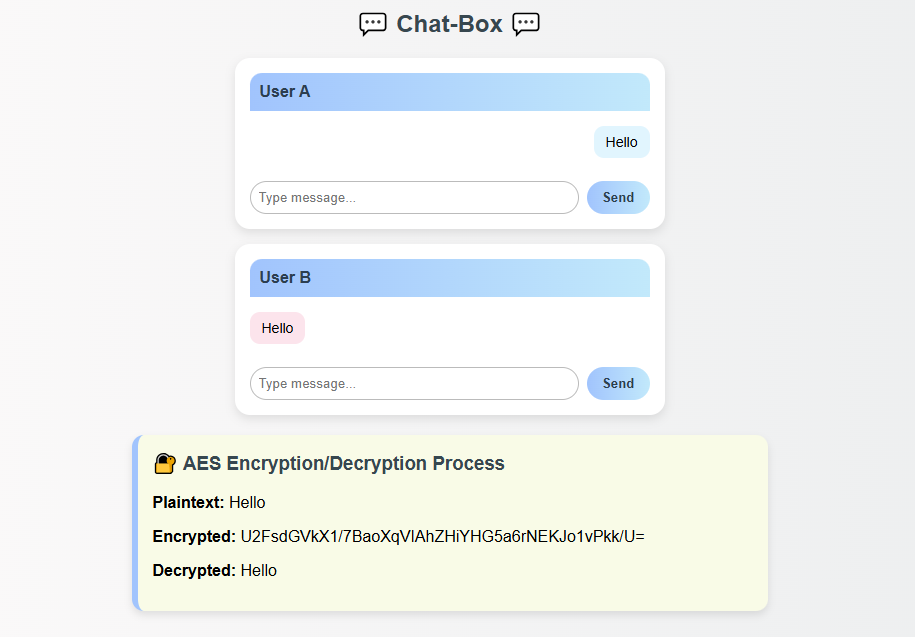 💬 Chat-Box 💬
User A
Hello
Type message...
Send
User B
Hello
Type message...
Send
🔐 AES Encryption/Decryption Process
Plaintext: Hello
Encrypted: U2FsdGVkX1/7BaoXqVlAhZHiYHG5a6rNEKJo1vPkk/U=
Decrypted: Hello